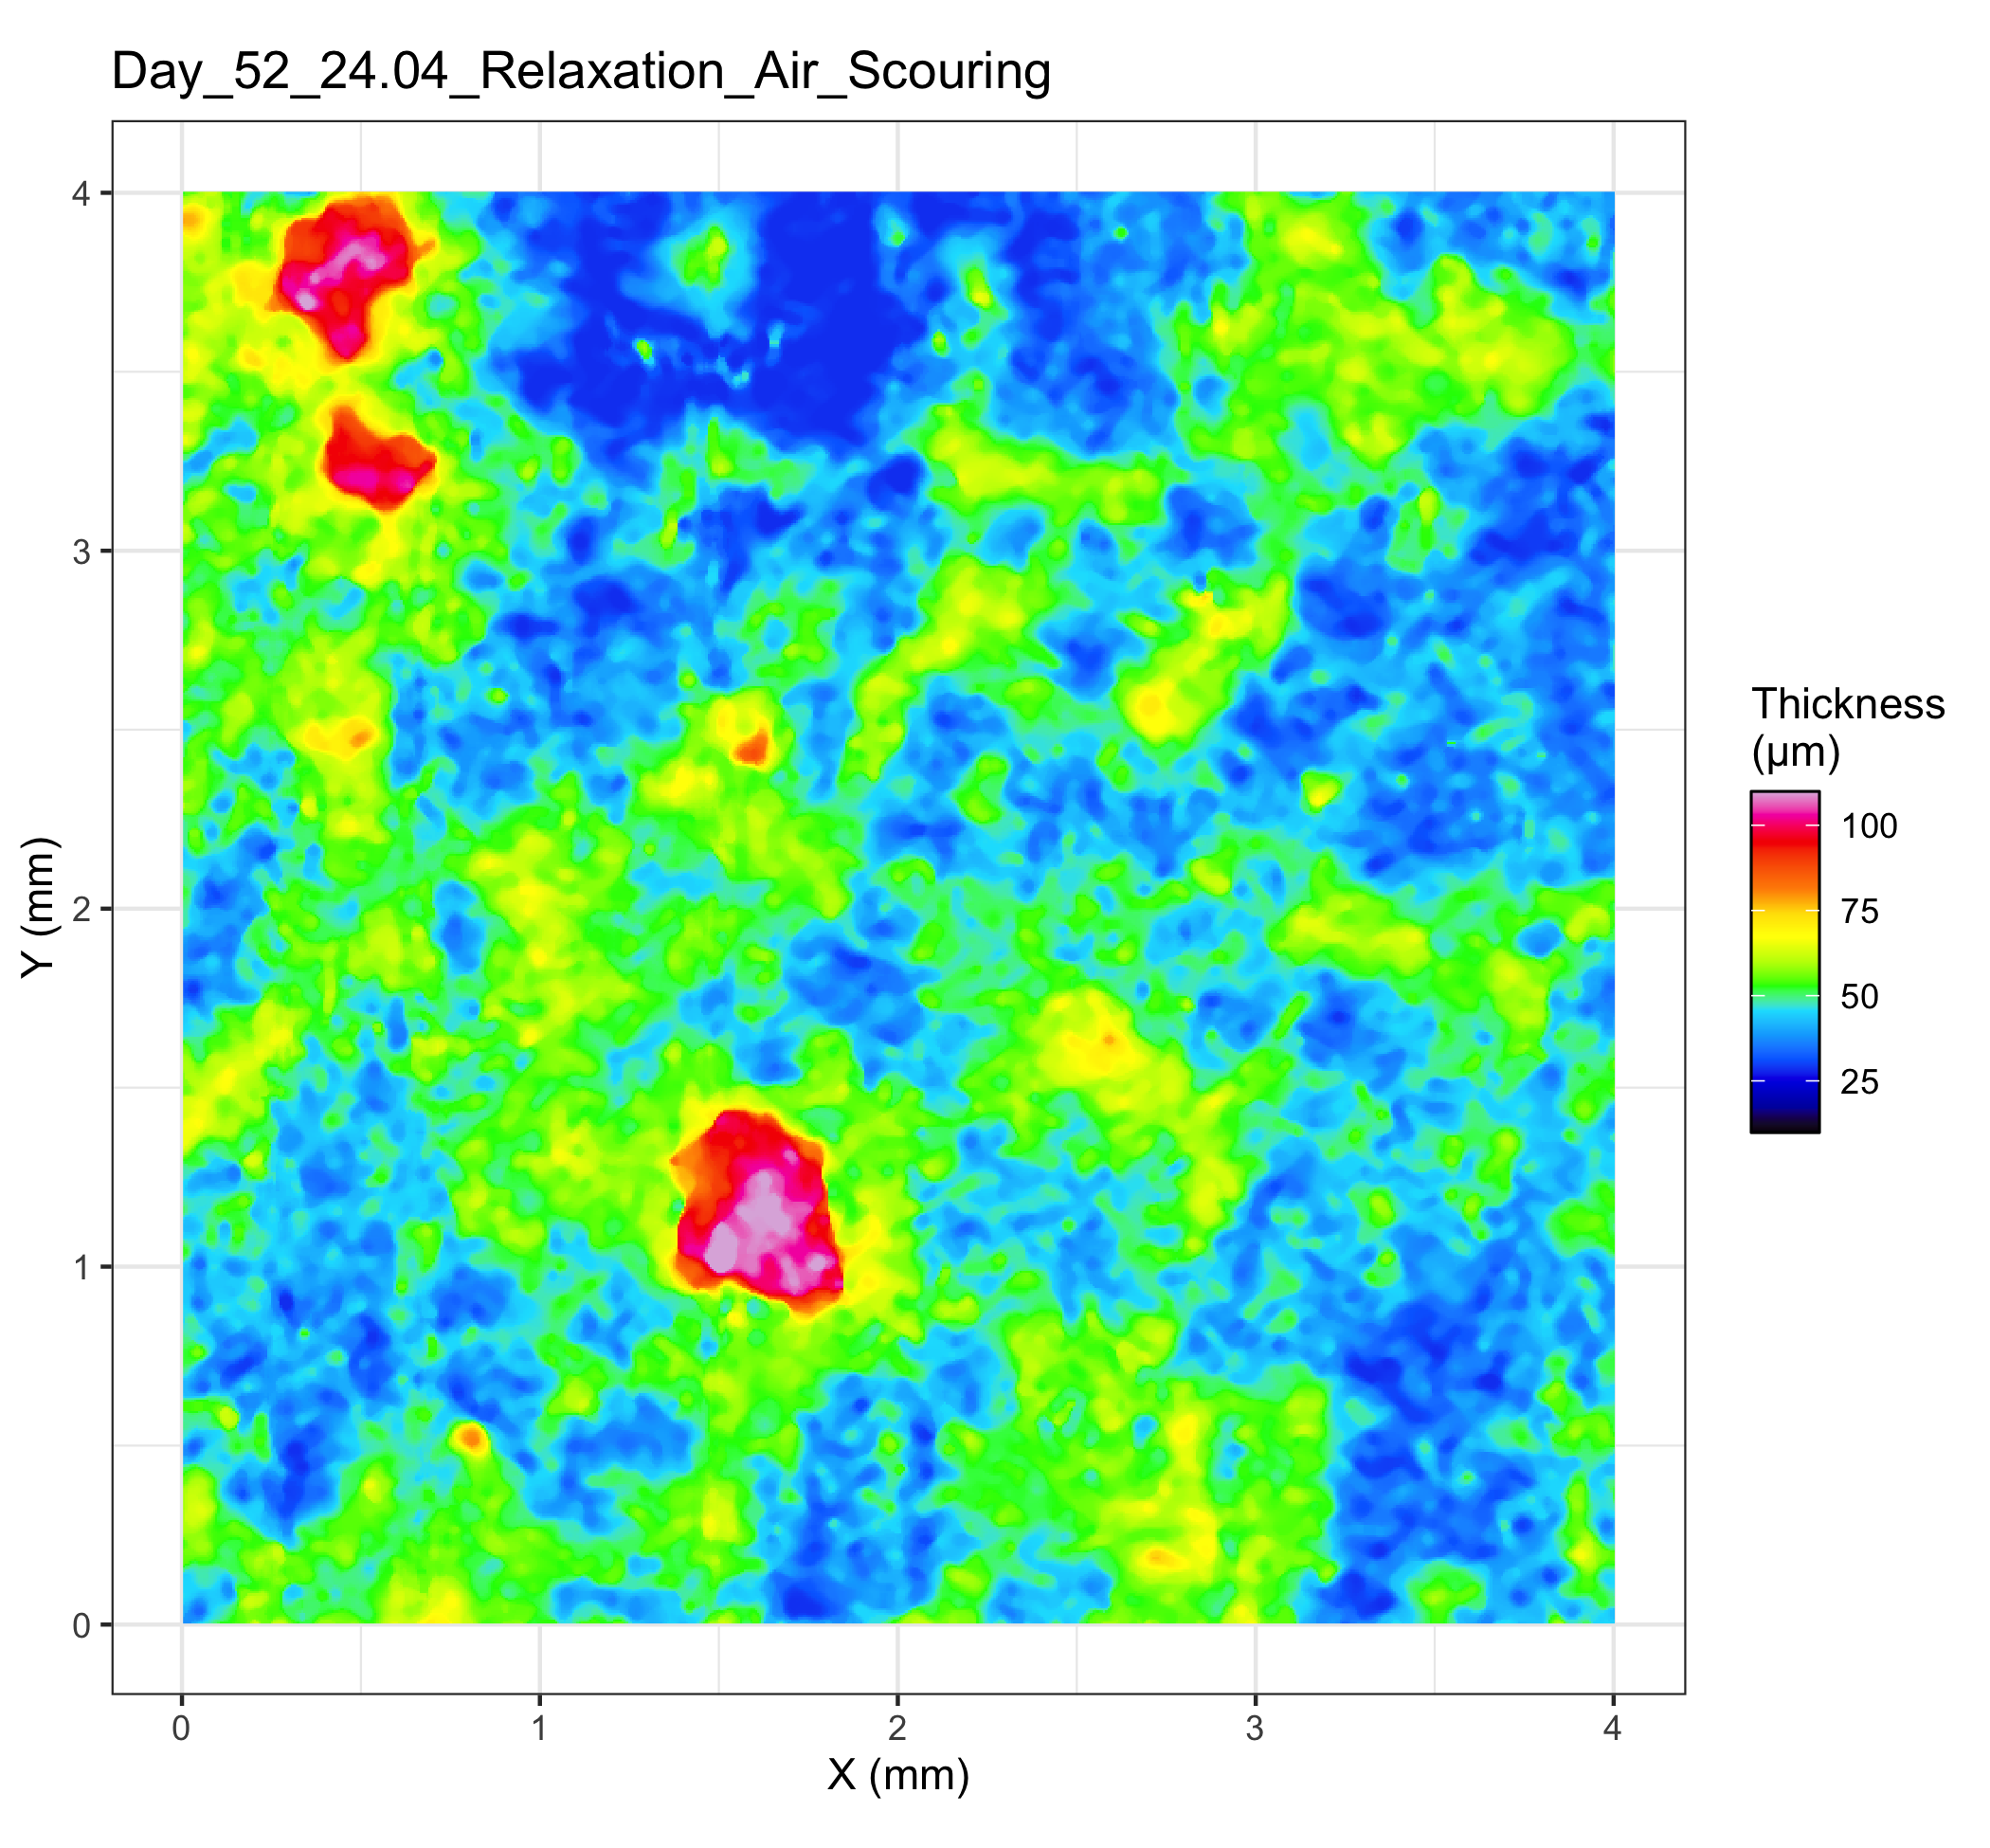 Day_52_24.04_Relaxation_Air_Scouring
4
3
2
1
0
Y (mm)
0 1 2 3 4
X (mm)
Thickness
(µm)
100
75
50
25